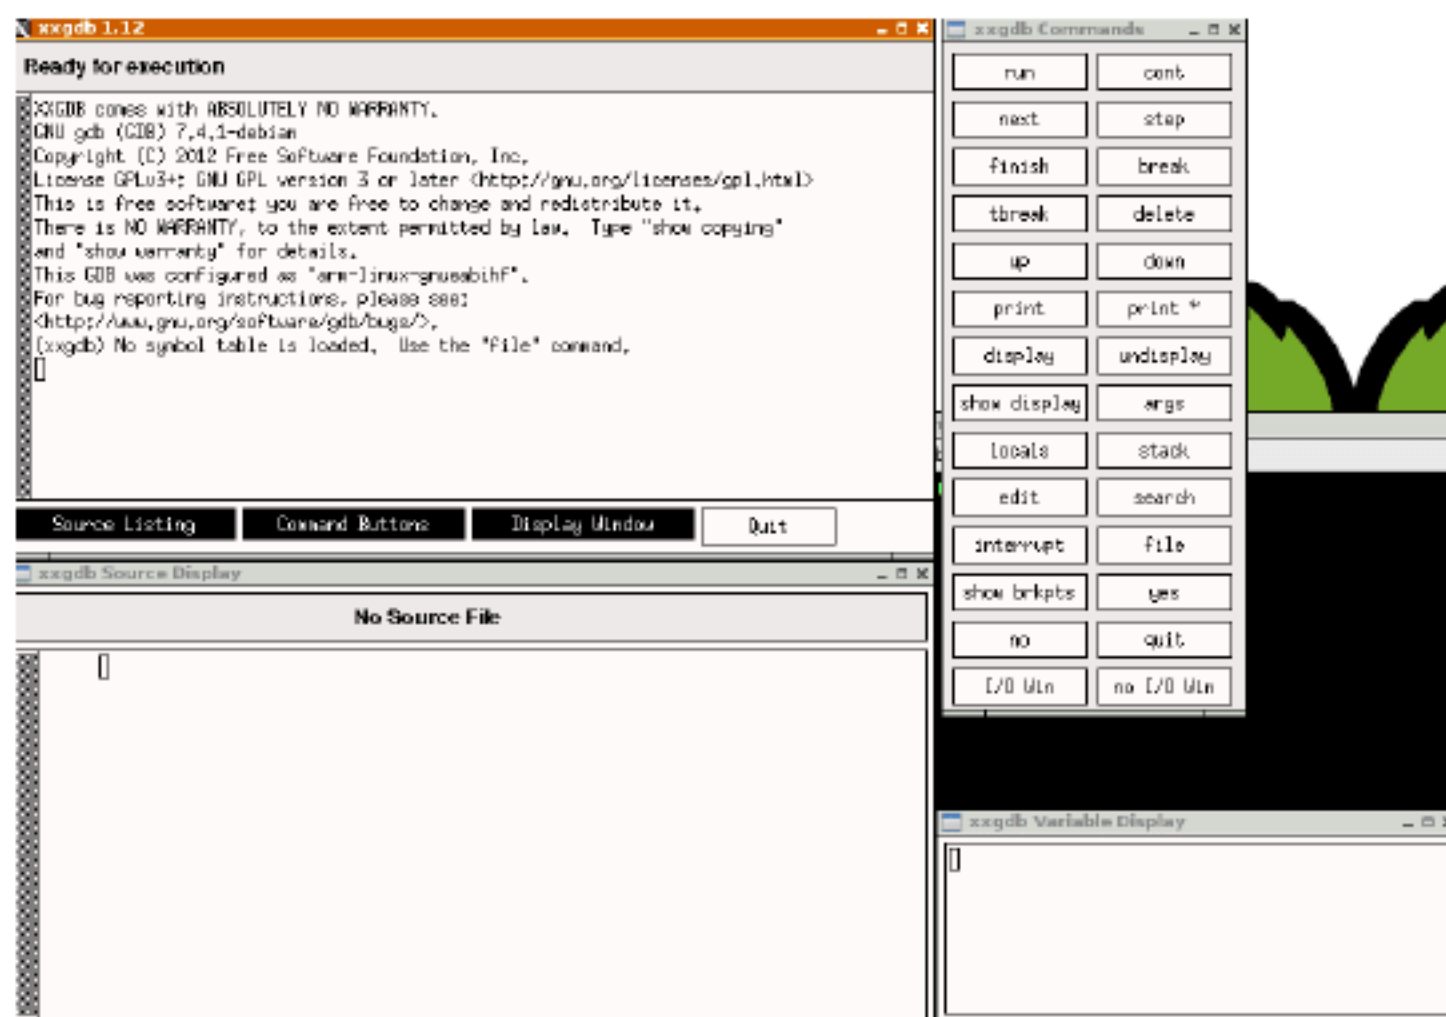 xxgdb 1.12
Ready for execution
XXGDB comes with ABSOLUTELY NO WARRANTY.
GNU gdb (GDB) 7.4.1-debian
Copyright (C) 2012 Free Software Foundation, Inc.
License GPLv3+: GNU GPL version 3 or later <http://gnu.org/licenses/gpl.html>
This is free software: you are free to change and redistribute it.
There is NO WARRANTY, to the extent permitted by law.  Type "show copying"
and "show warranty" for details.
This GDB was configured as "arm-linux-gnueabihf".
For bug reporting instructions, please see:
<http://www.gnu.org/software/gdb/bugs/>.
(xxgdb) No symbol table is loaded.  Use the "file" command.
Source Listing Command Buttons Display Window Quit
xxgdb Source Display
No Source File
xxgdb Commands
run cont
next step
finish break
tbreak delete
up down
print print *
display undisplay
show display args
locals stack
edit search
interrupt file
show brkpts yes
no quit
I/O Win no I/O Win
xxgdb Variable Display